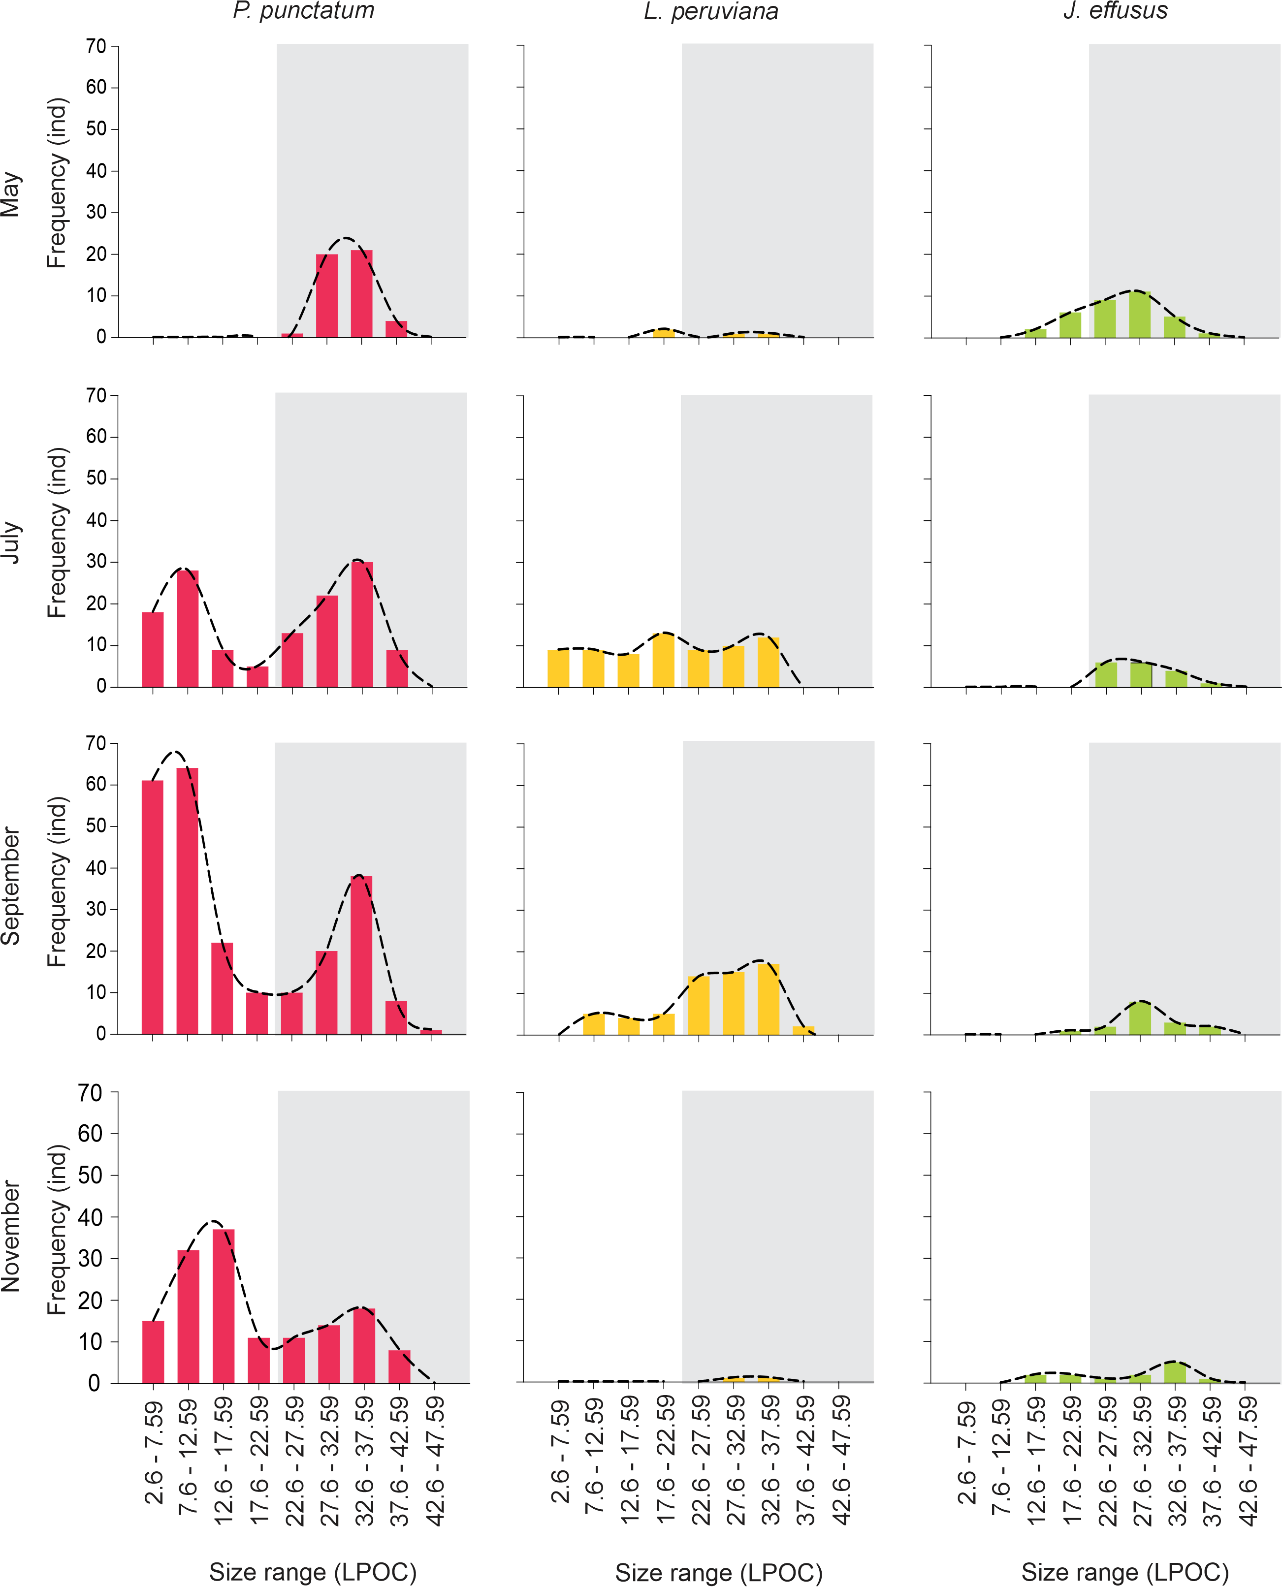 P. punctatum
L. peruviana
J. effusus
May
Frequency (ind)
70
60
50
40
30
20
10
0
July
Frequency (ind)
70
60
50
40
30
20
10
0
September
Frequency (ind)
70
60
50
40
30
20
10
0
November
Frequency (ind)
70
60
50
40
30
20
10
0
2.6 - 7.59
7.6 - 12.59
12.6 - 17.59
17.6 - 22.59
22.6 - 27.59
27.6 - 32.59
32.6 - 37.59
37.6 - 42.59
42.6 - 47.59
2.6 - 7.59
7.6 - 12.59
12.6 - 17.59
17.6 - 22.59
22.6 - 27.59
27.6 - 32.59
32.6 - 37.59
37.6 - 42.59
42.6 - 47.59
2.6 - 7.59
7.6 - 12.59
12.6 - 17.59
17.6 - 22.59
22.6 - 27.59
27.6 - 32.59
32.6 - 37.59
37.6 - 42.59
42.6 - 47.59
Size range (LPOC)
Size range (LPOC)
Size range (LPOC)